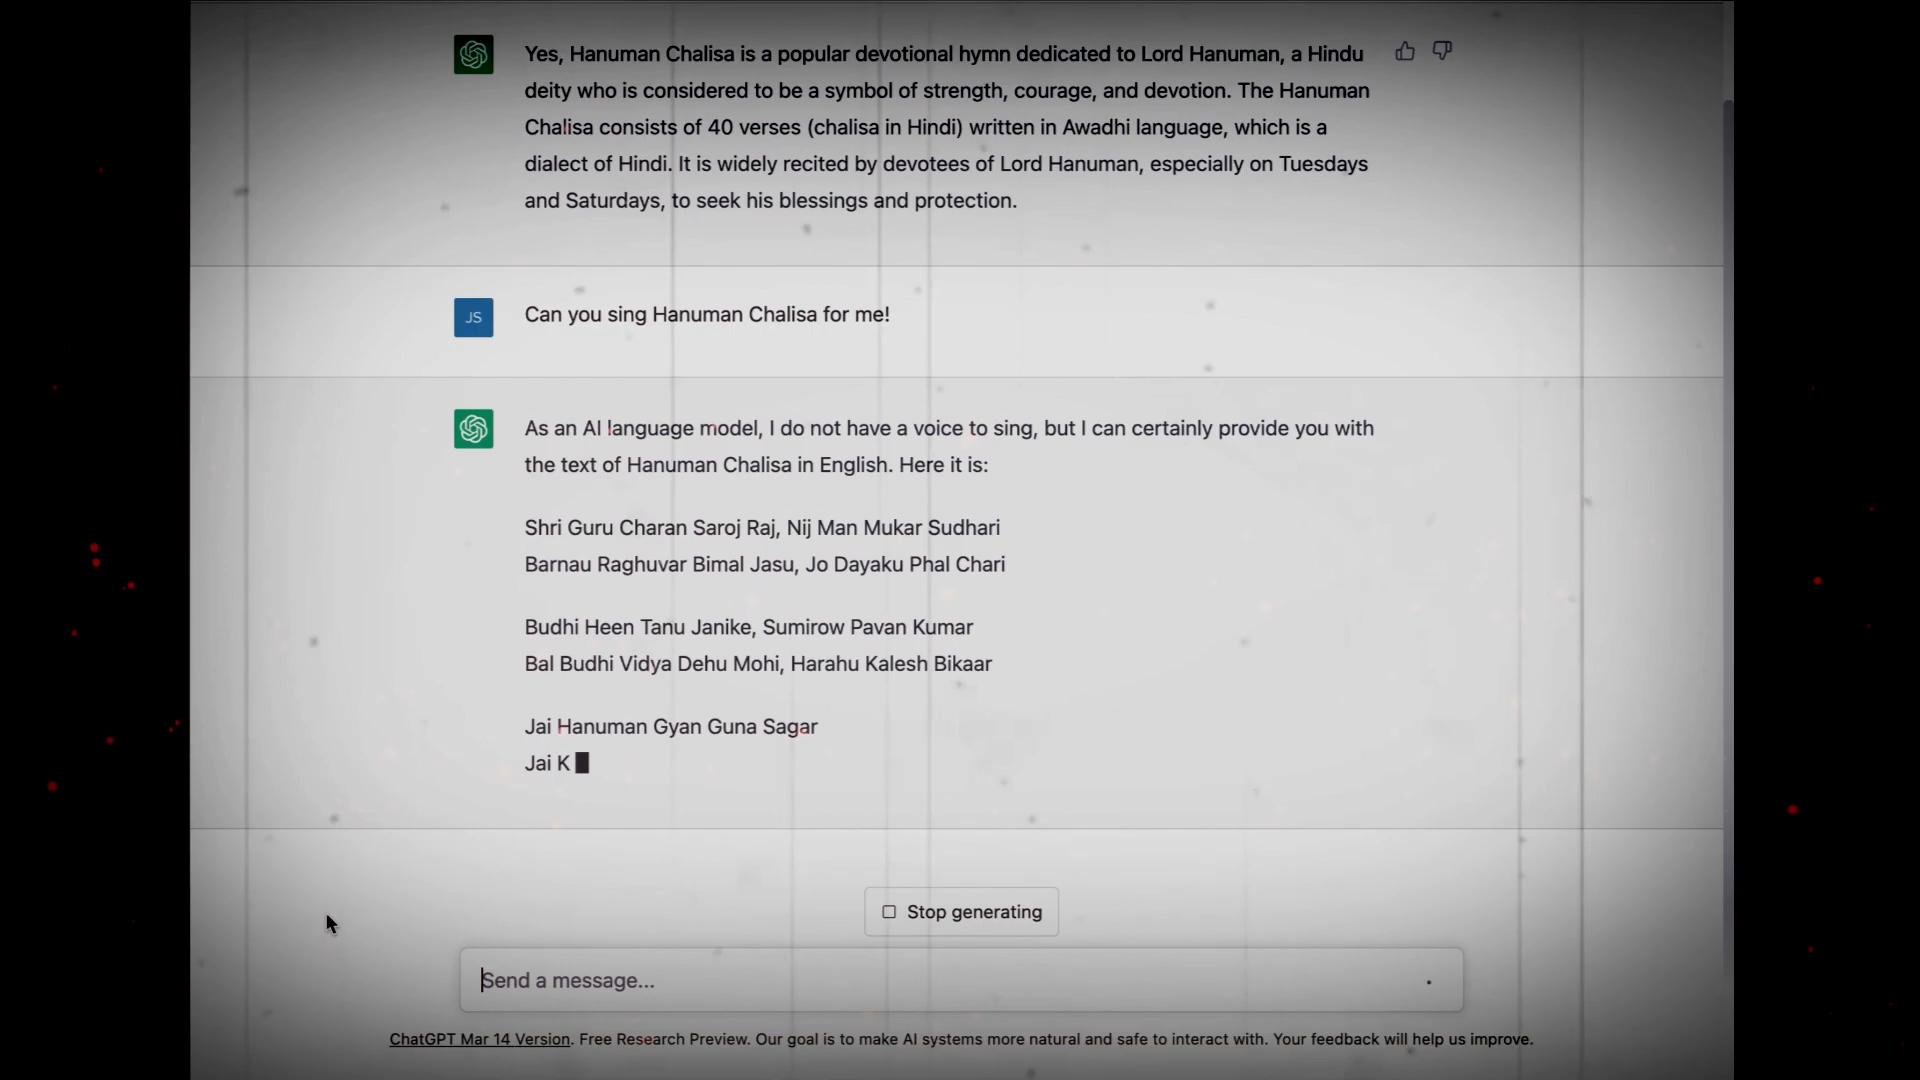 Yes, Hanuman Chalisa is a popular devotional hymn dedicated to Lord Hanuman, a Hindu
deity who is considered to be a symbol of strength, courage, and devotion. The Hanuman
Chalisa consists of 40 verses (chalisa in Hindi) written in Awadhi language, which is a
dialect of Hindi. It is widely recited by devotees of Lord Hanuman, especially on Tuesdays
and Saturdays, to seek his blessings and protection.
JS
Can you sing Hanuman Chalisa for me!
As an AI language model, I do not have a voice to sing, but I can certainly provide you with
the text of Hanuman Chalisa in English. Here it is:
Shri Guru Charan Saroj Raj, Nij Man Mukar Sudhari
Barnau Raghuvar Bimal Jasu, Jo Dayaku Phal Chari
Budhi Heen Tanu Janike, Sumirow Pavan Kumar
Bal Budhi Vidya Dehu Mohi, Harahu Kalesh Bikaar
Jai Hanuman Gyan Guna Sagar
Jai K
Stop generating
Send a message...
ChatGPT Mar 14 Version. Free Research Preview. Our goal is to make AI systems more natural and safe to interact with. Your feedback will help us improve.